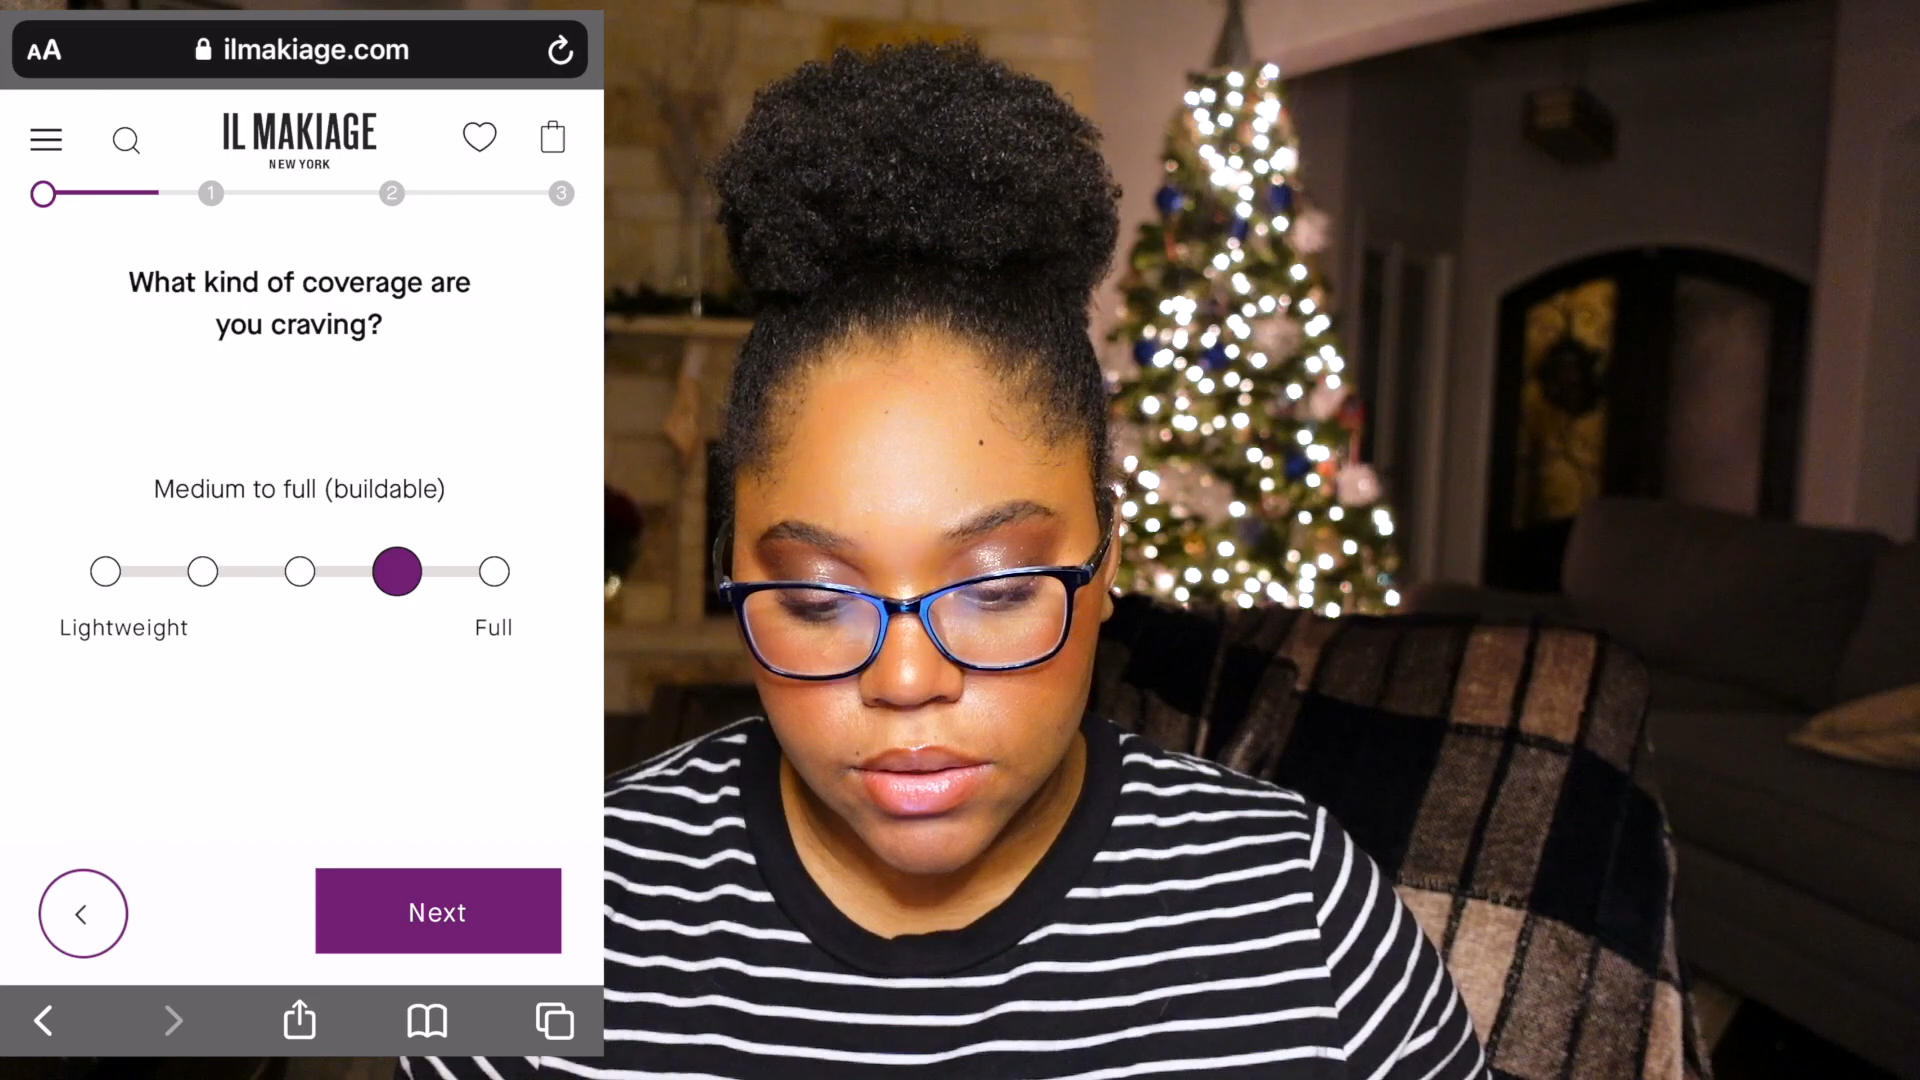 AA ilmakiage.com
IL MAKIAGE
NEW YORK
1 2 3
What kind of coverage are
you craving?
Medium to full (buildable)
Lightweight Full
Next